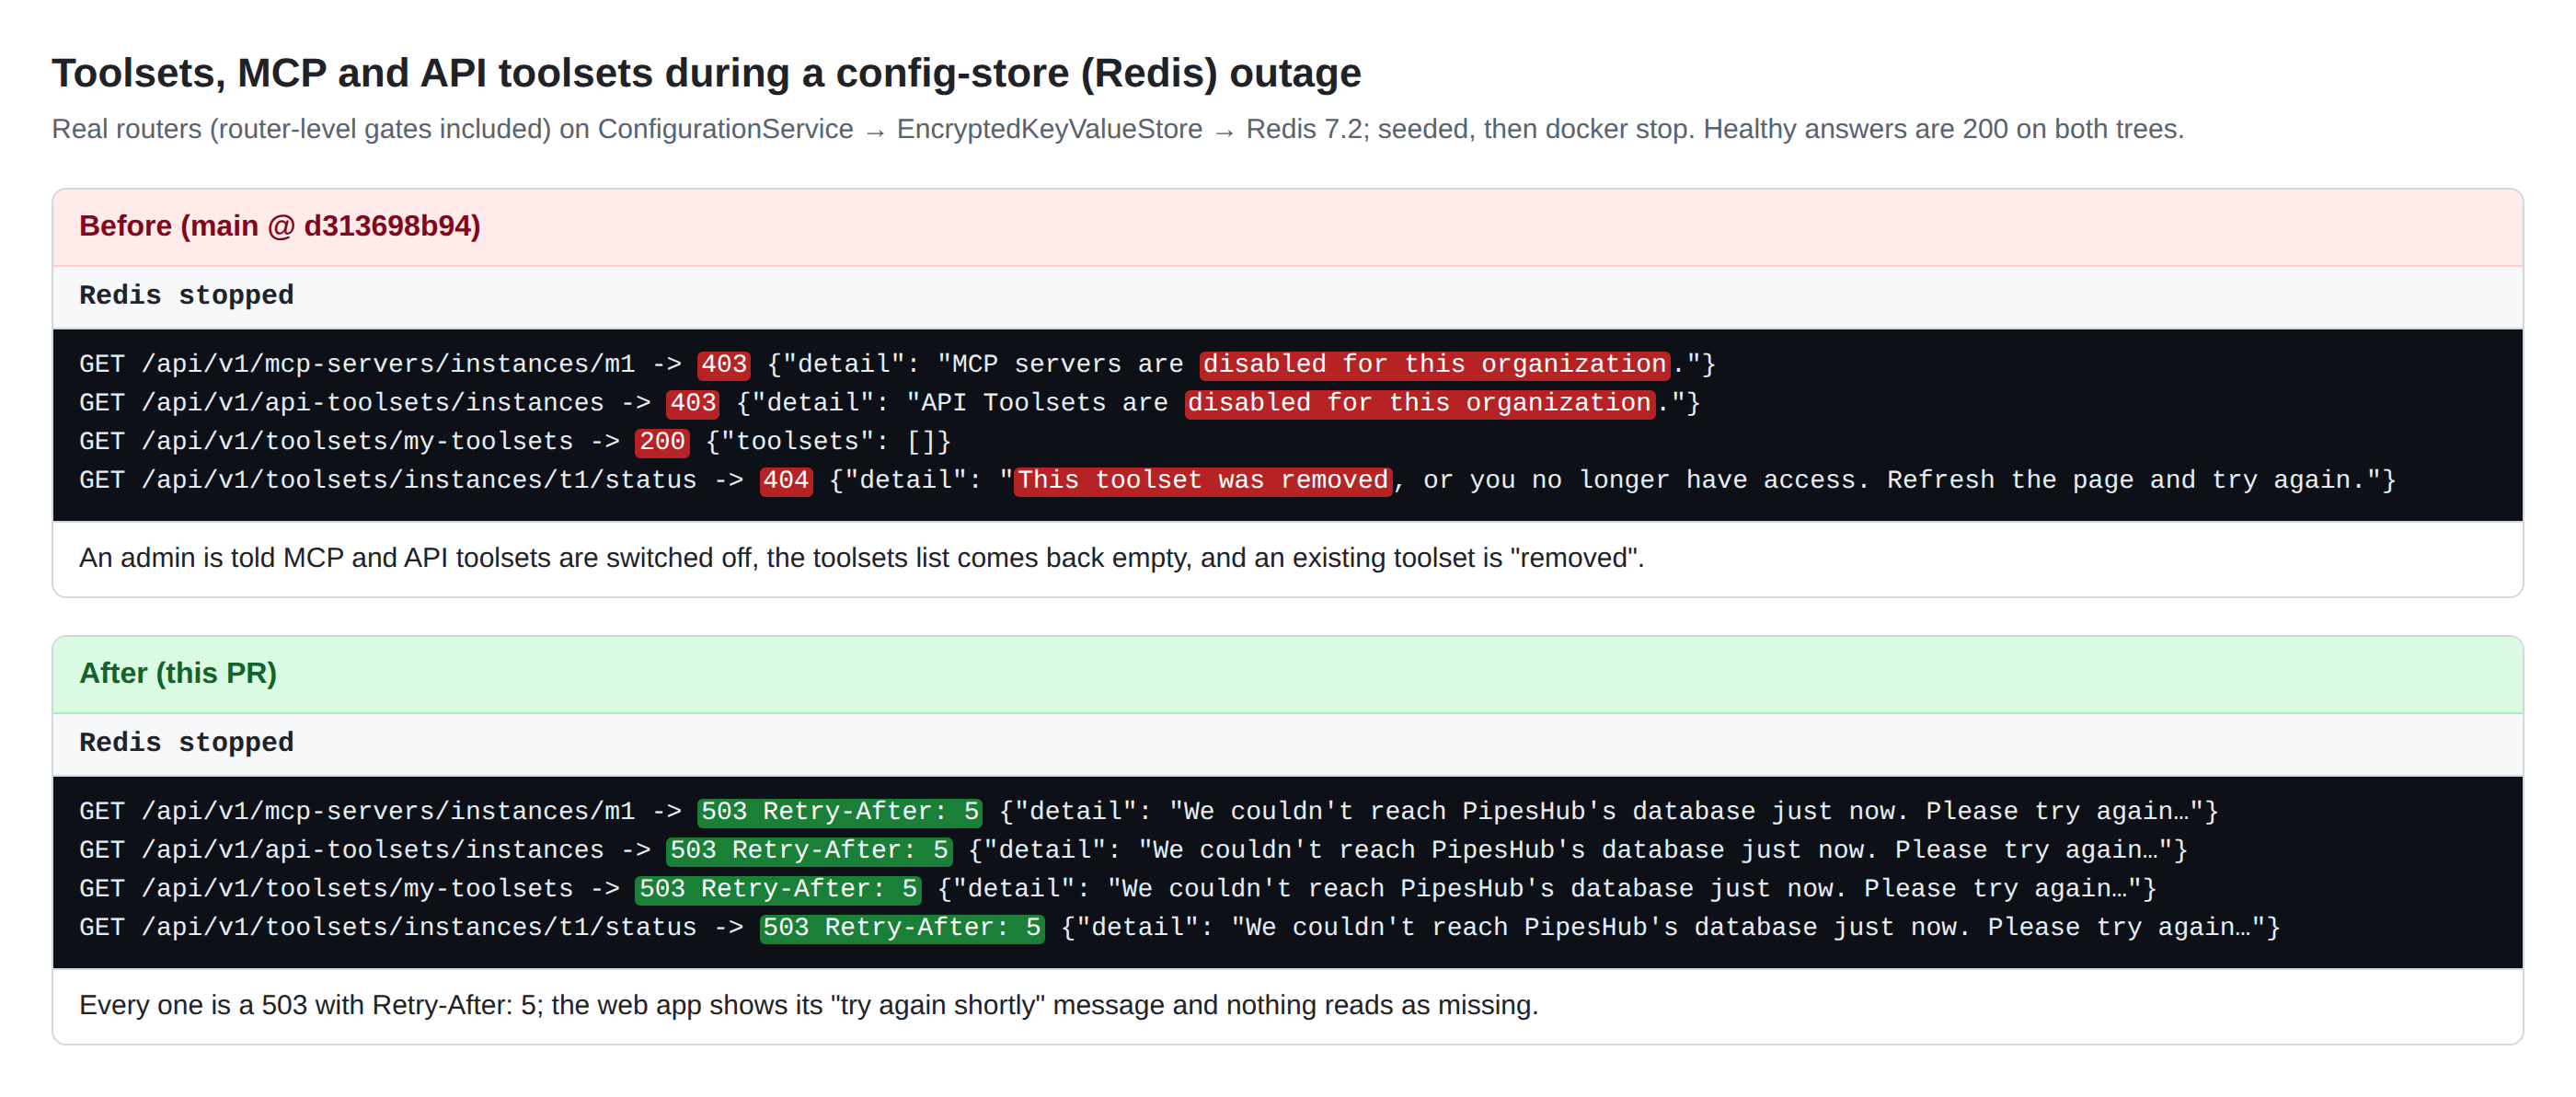 Toolsets, MCP and API toolsets during a config-store (Redis) outage
Real routers (router-level gates included) on ConfigurationService → EncryptedKeyValueStore → Redis 7.2; seeded, then docker stop. Healthy answers are 200 on both trees.
Before (main @ d313698b94)
Redis stopped
GET /api/v1/mcp-servers/instances/m1 -> 403 {"detail": "MCP servers are disabled for this organization."}
GET /api/v1/api-toolsets/instances -> 403 {"detail": "API Toolsets are disabled for this organization."}
GET /api/v1/toolsets/my-toolsets -> 200 {"toolsets": []}
GET /api/v1/toolsets/instances/t1/status -> 404 {"detail": "This toolset was removed, or you no longer have access. Refresh the page and try again."}
An admin is told MCP and API toolsets are switched off, the toolsets list comes back empty, and an existing toolset is "removed".
After (this PR)
Redis stopped
GET /api/v1/mcp-servers/instances/m1 -> 503 Retry-After: 5 {"detail": "We couldn't reach PipesHub's database just now. Please try again…"}
GET /api/v1/api-toolsets/instances -> 503 Retry-After: 5 {"detail": "We couldn't reach PipesHub's database just now. Please try again…"}
GET /api/v1/toolsets/my-toolsets -> 503 Retry-After: 5 {"detail": "We couldn't reach PipesHub's database just now. Please try again…"}
GET /api/v1/toolsets/instances/t1/status -> 503 Retry-After: 5 {"detail": "We couldn't reach PipesHub's database just now. Please try again…"}
Every one is a 503 with Retry-After: 5; the web app shows its "try again shortly" message and nothing reads as missing.